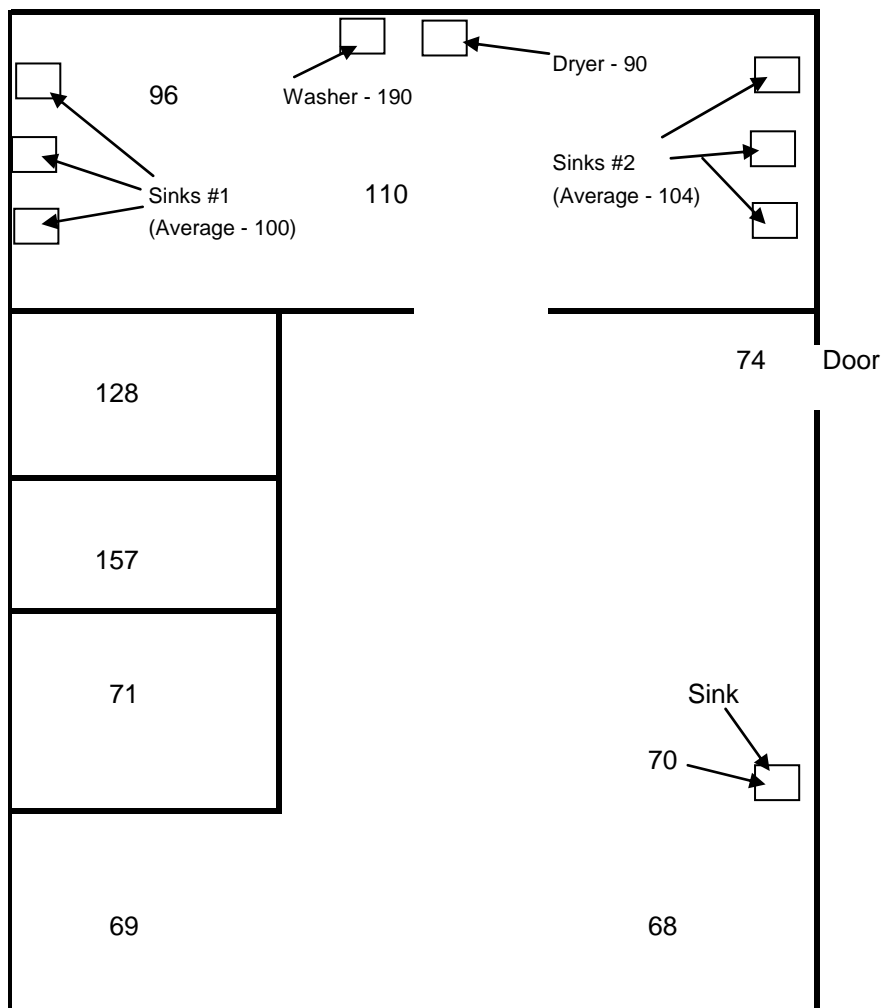 Dryer - 90
96
Washer - 190
Sinks #2
(Average - 104)
Sinks #1
(Average - 100)
110
74
Door
128
157
71
Sink
70
69
68